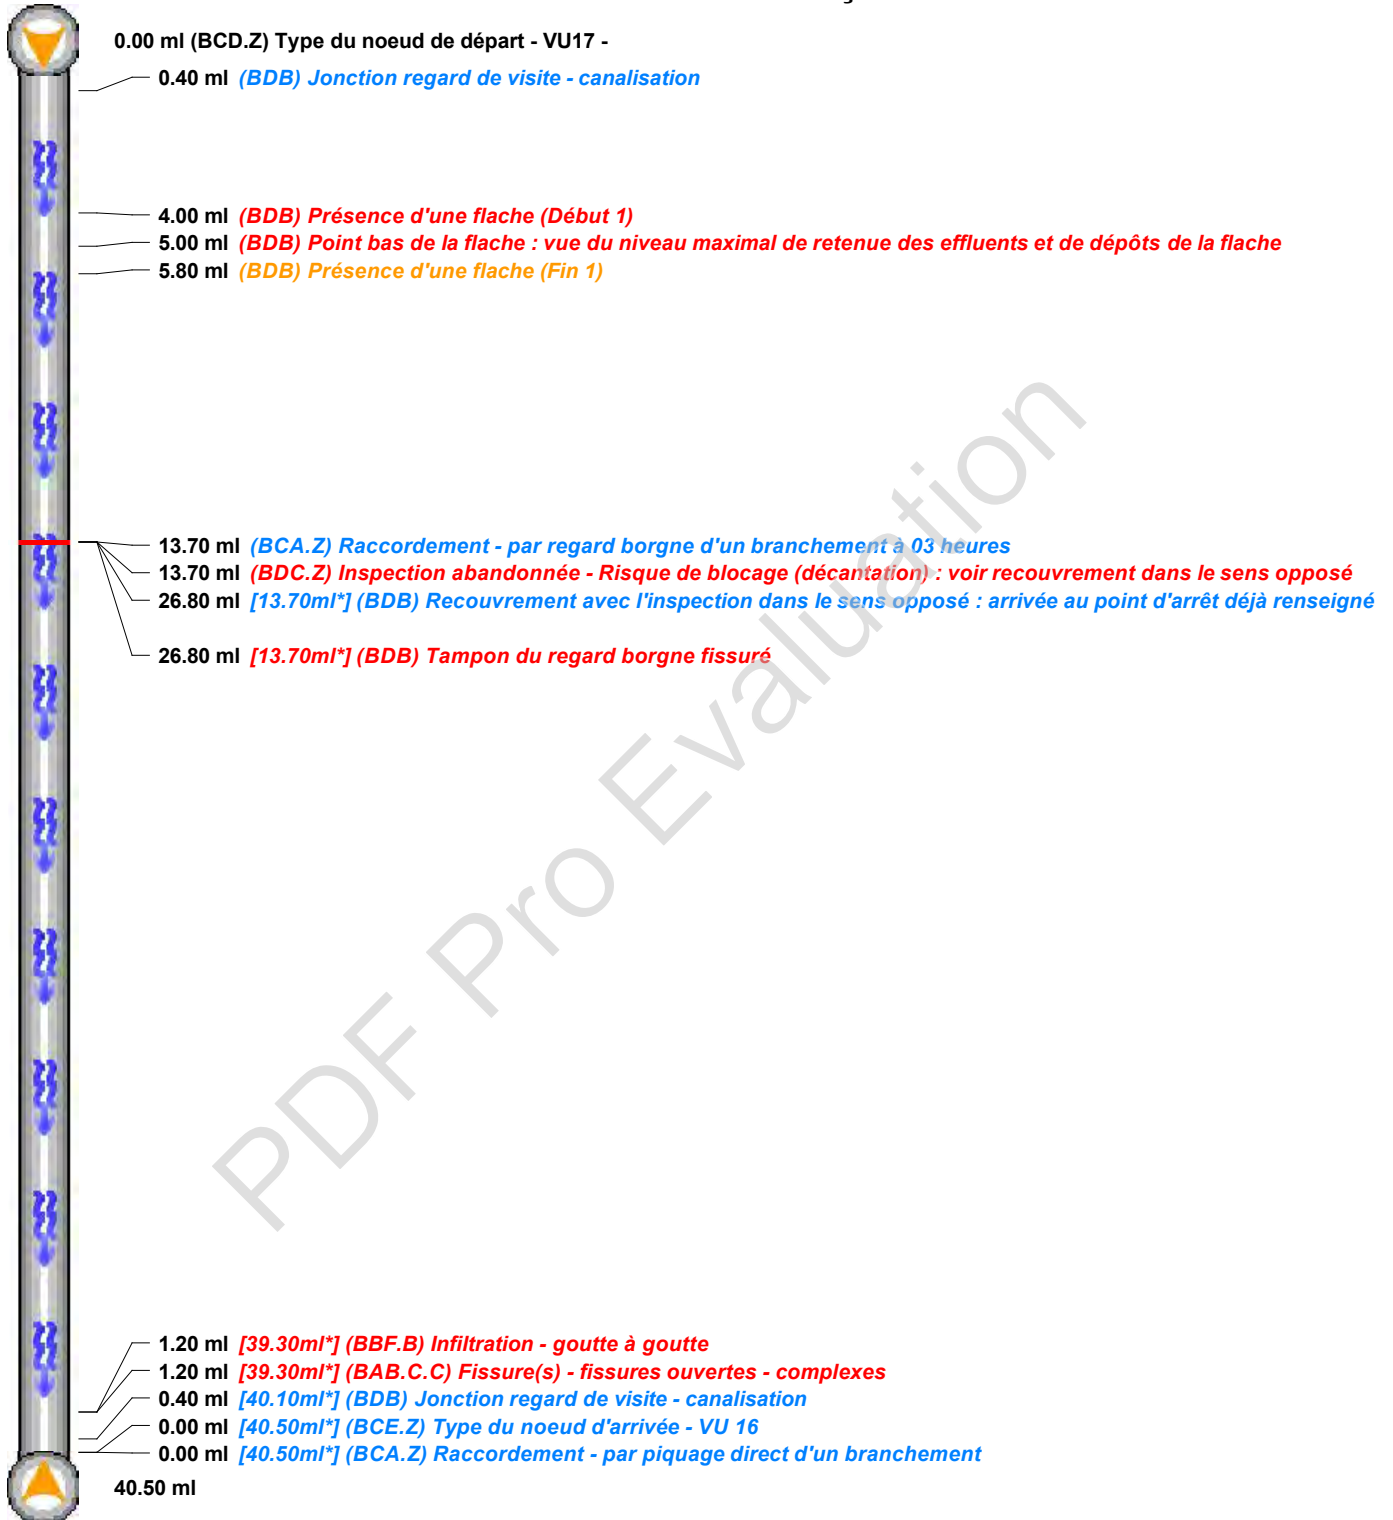 0.00 ml (BCD.Z) Type du noeud de départ - VU17 -
0.40 ml (BDB) Jonction regard de visite - canalisation
4.00 ml (BDB) Présence d'une flache (Début 1)
5.00 ml (BDB) Point bas de la flache : vue du niveau maximal de retenue des effluents et de dépôts de la flache
5.80 ml (BDB) Présence d'une flache (Fin 1)
13.70 ml (BCA.Z) Raccordement - par regard borgne d'un branchement à 03 heures
13.70 ml (BDC.Z) Inspection abandonnée - Risque de blocage (décantation) : voir recouvrement dans le sens opposé
26.80 ml [13.70ml*] (BDB) Recouvrement avec l'inspection dans le sens opposé : arrivée au point d'arrêt déjà renseigné
26.80 ml [13.70ml*] (BDB) Tampon du regard borgne fissuré
PDF Pro Evaluation
1.20 ml [39.30ml*] (BBF.B) Infiltration - goutte à goutte
1.20 ml [39.30ml*] (BAB.C.C) Fissure(s) - fissures ouvertes - complexes
0.40 ml [40.10ml*] (BDB) Jonction regard de visite - canalisation
0.00 ml [40.50ml*] (BCE.Z) Type du noeud d'arrivée - VU 16
0.00 ml [40.50ml*] (BCA.Z) Raccordement - par piquage direct d'un branchement
40.50 ml